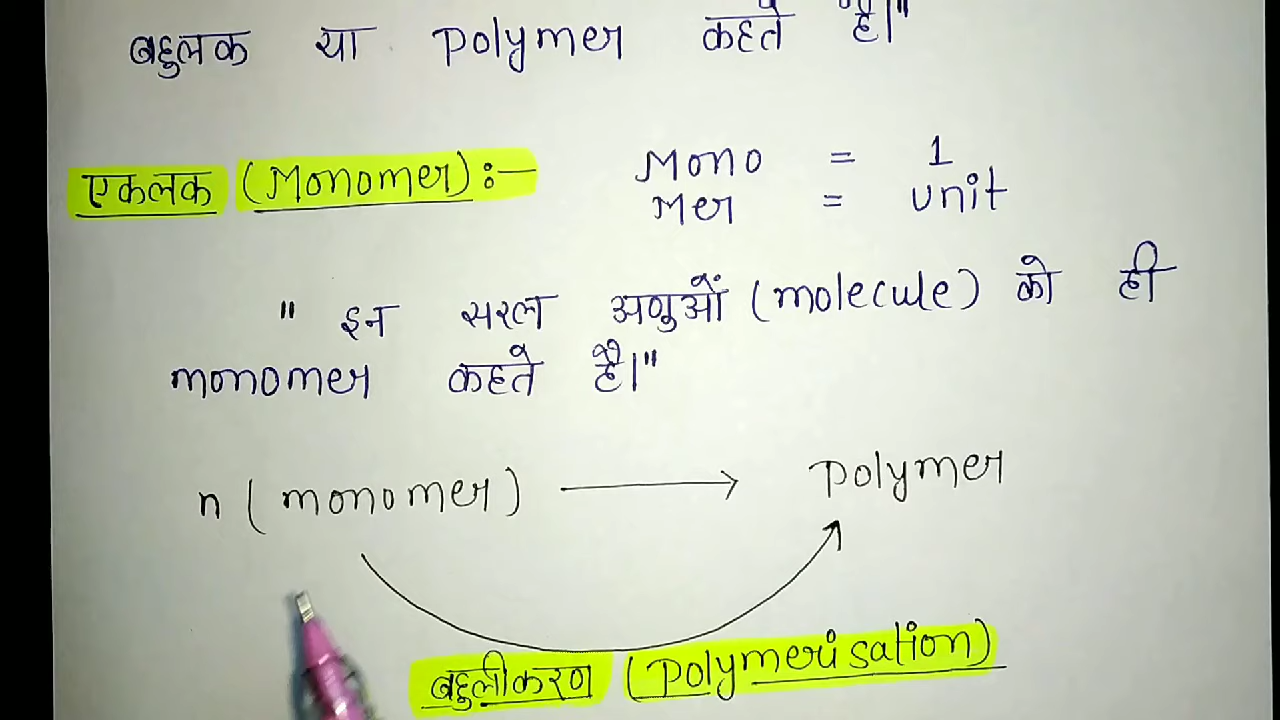 बहुलक या Polymer कहते हैं।"
एकलक (Monomer):- Mono = 1
Mer = unit
" इन सरल अणुओं (molecule) को ही
monomer कहते है।"
n (monomer) → Polymer
बहुलीकरण (Polymerisation)